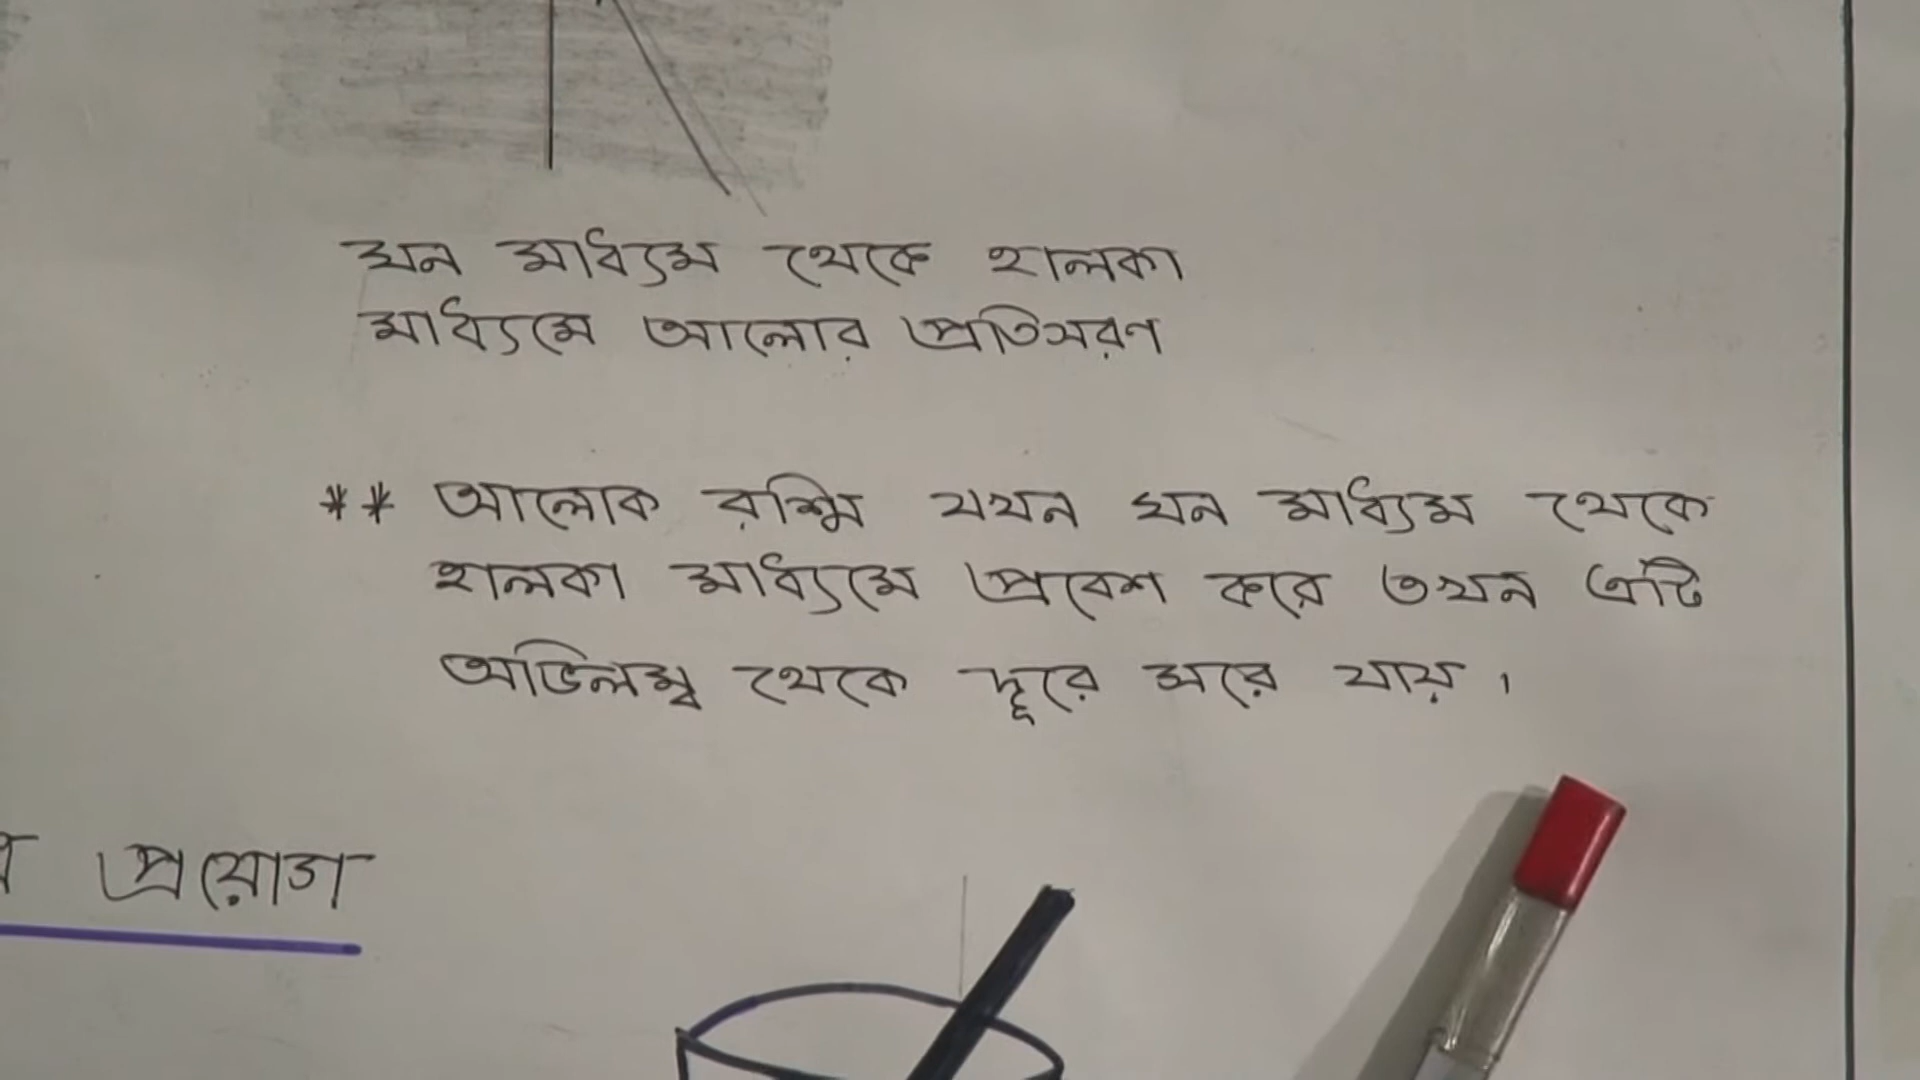 ঘন মাধ্যম থেকে হালকা
মাধ্যমে আলোর প্রতিসরণ
** আলোক রশ্মি যখন ঘন মাধ্যম থেকে
হালকা মাধ্যমে প্রবেশ করে তখন এটি
অভিলম্ব থেকে দূরে সরে যায়।
প্রয়োগ